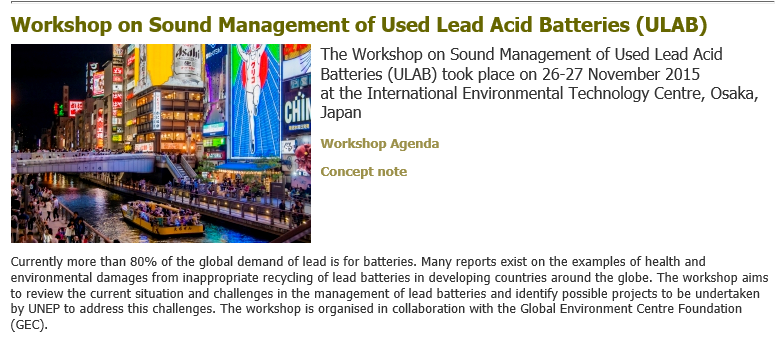 Workshop on Sound Management of Used Lead Acid Batteries (ULAB)
Asahi
CHIN
The Workshop on Sound Management of Used Lead Acid
Batteries (ULAB) took place on 26-27 November 2015
at the International Environmental Technology Centre, Osaka,
Japan
Workshop Agenda
Concept note
Currently more than 80% of the global demand of lead is for batteries. Many reports exist on the examples of health and
environmental damages from inappropriate recycling of lead batteries in developing countries around the globe. The workshop aims
to review the current situation and challenges in the management of lead batteries and identify possible projects to be undertaken
by UNEP to address this challenges. The workshop is organised in collaboration with the Global Environment Centre Foundation
(GEC).